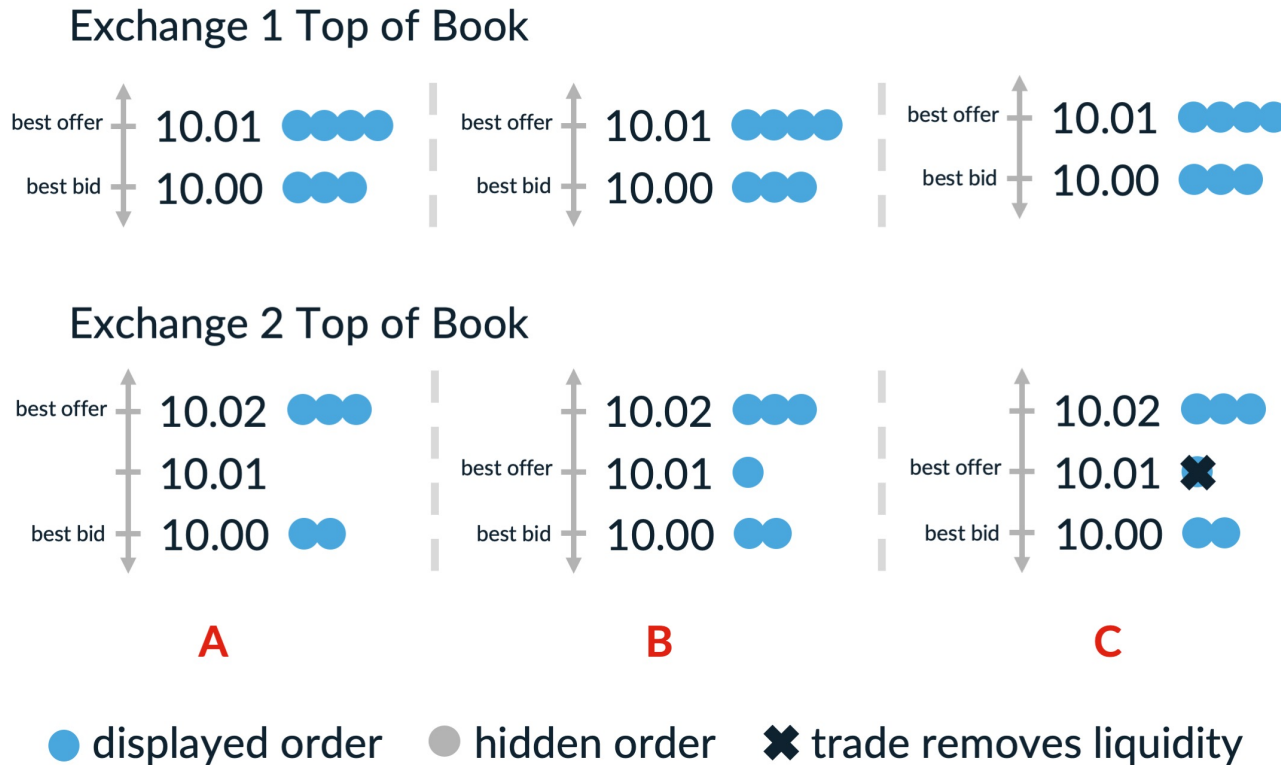 Exchange 1 Top of Book
best offer 10.01
best bid 10.00
best offer 10.01
best bid 10.00
best offer 10.01
best bid 10.00
Exchange 2 Top of Book
best offer 10.02
10.01
best bid 10.00
10.02
best offer 10.01
best bid 10.00
10.02
best offer 10.01
best bid 10.00
A
B
C
displayed order
hidden order
trade removes liquidity